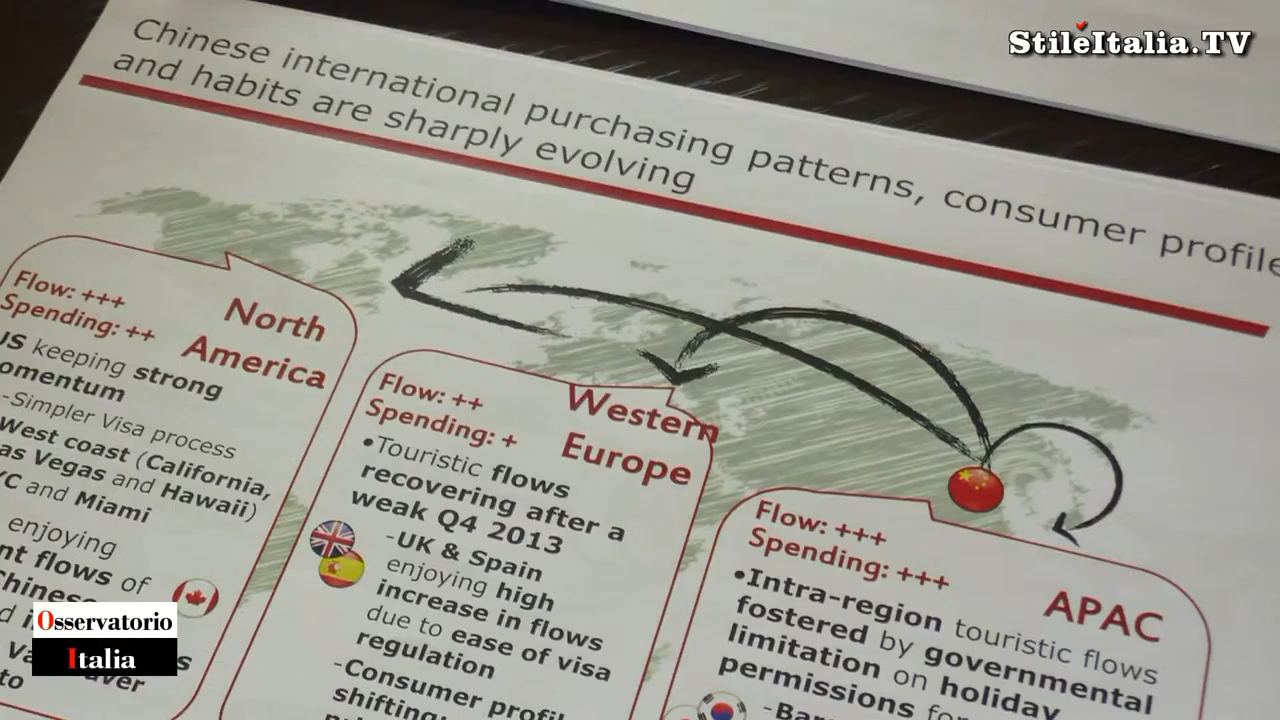 StileItalia.TV
Chinese international purchasing patterns, consumer
and habits are sharply evolving
Flow: +++
Spending: ++
North
America
US keeping strong
-Simpler Visa process
West coast (California,
Vegas and Hawaii)
and Miami
enjoying
flows of
Flow: ++
Spending: +
Western
Europe
•Touristic flows
recovering after a
weak Q4 2013
-UK & Spain
enjoying high
increase in flows
due to ease of visa
regulation
-Consumer
Flow: +++
Spending: +++
APAC
•Intra-region touristic flows
fostered by governmental
limitation on holiday
permissions
Osservatorio
Italia